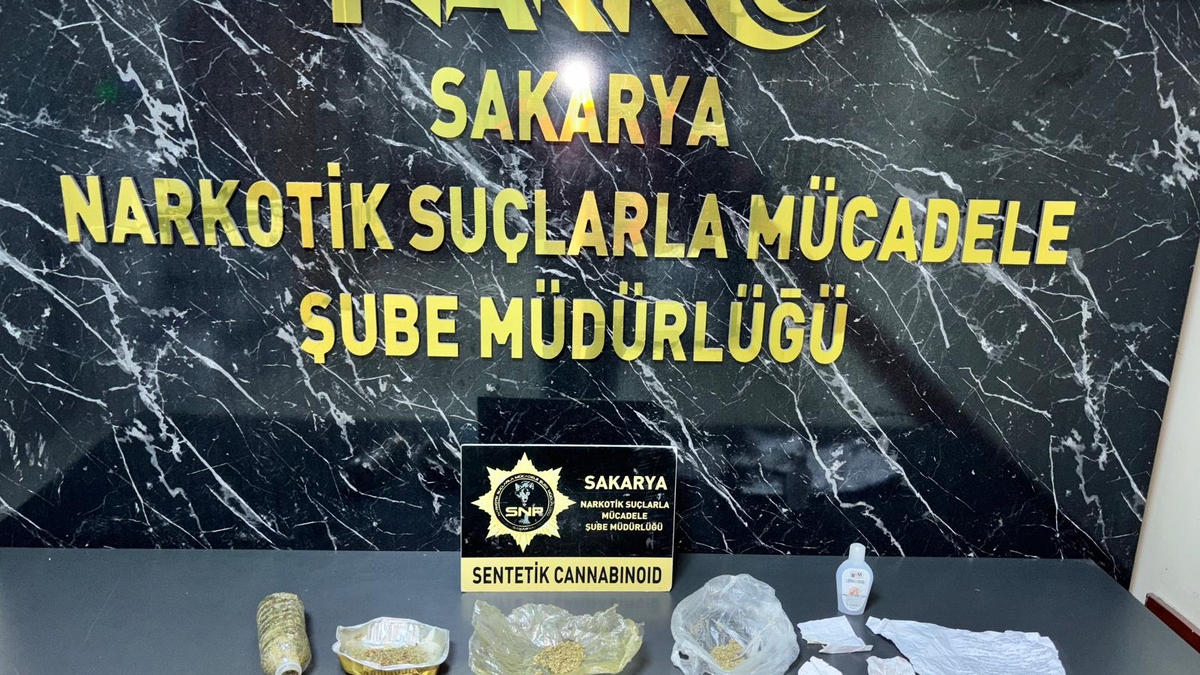 SAKARYA
NARKOTİK SUÇLARLA MÜCADELE
ŞUBE MÜDÜRLÜĞÜ
SNR
SAKARYA
NARKOTİK SUÇLARLA
MÜCADELE
ŞUBE MÜDÜRLÜĞÜ
SENTETİK CANNABINOID